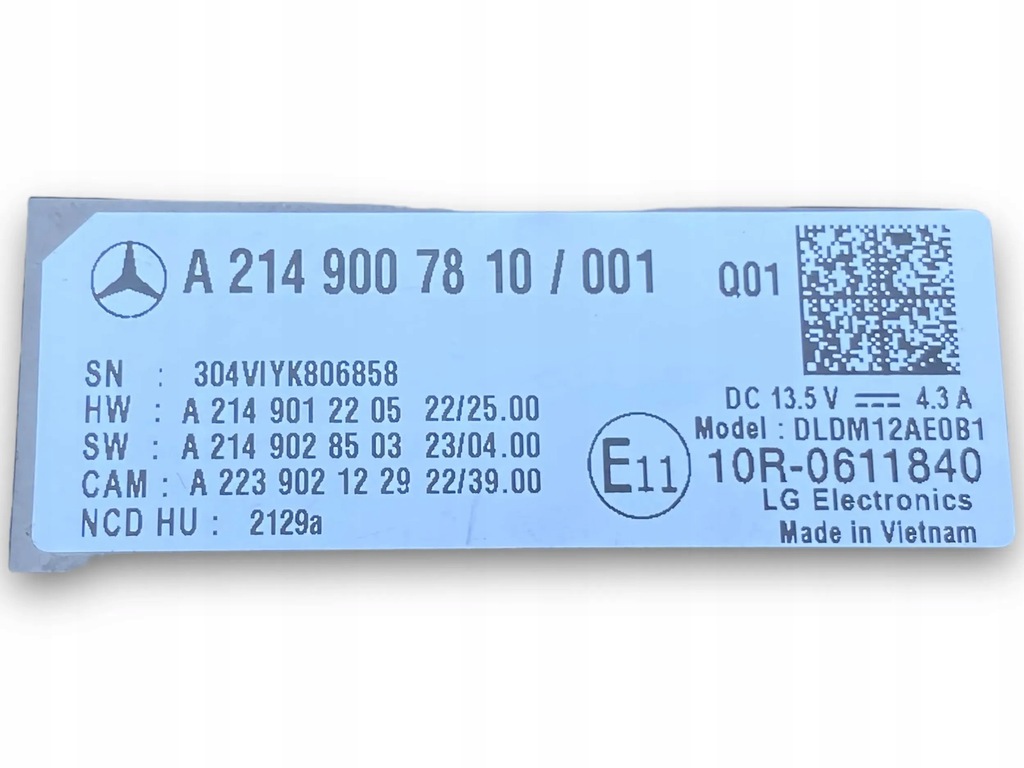 A 214 900 78 10 / 001 Q01
SN : 304VIYK806858
HW : A 214 901 22 05 22/25.00
SW : A 214 902 85 03 23/04.00
CAM : A 223 902 12 29 22/39.00
NCD HU : 2129a
DC 13.5 V ⎓ 4.3 A
Model : DLDM12AE0B1
E11 10R-0611840
LG Electronics
Made in Vietnam